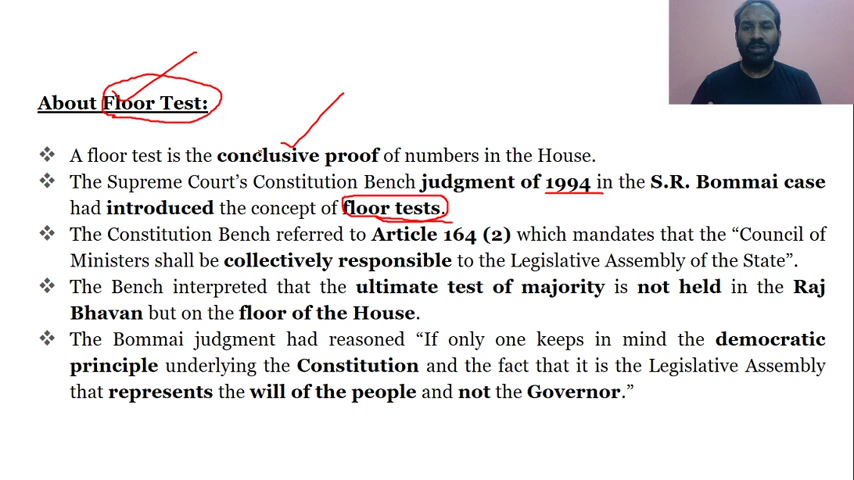 About Floor Test:
❖ A floor test is the conclusive proof of numbers in the House.
❖ The Supreme Court's Constitution Bench judgment of 1994 in the S.R. Bommai case
had introduced the concept of floor tests.
❖ The Constitution Bench referred to Article 164 (2) which mandates that the “Council of
Ministers shall be collectively responsible to the Legislative Assembly of the State”.
❖ The Bench interpreted that the ultimate test of majority is not held in the Raj
Bhavan but on the floor of the House.
❖ The Bommai judgment had reasoned “If only one keeps in mind the democratic
principle underlying the Constitution and the fact that it is the Legislative Assembly
that represents the will of the people and not the Governor.”